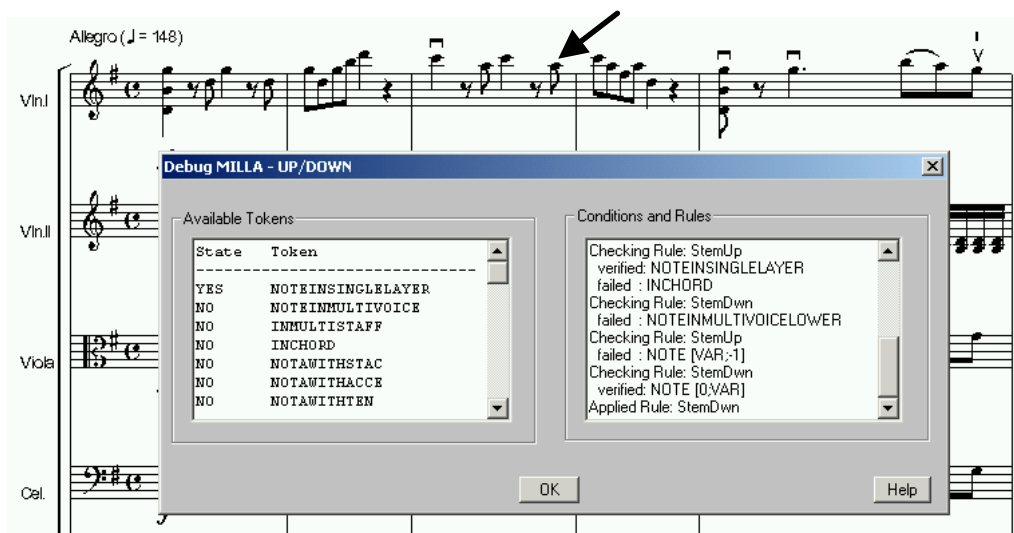 Allegro (♩ = 148)
Vln.I
Debug MILLA - UP/DOWN
Vln.II
Available Tokens
State Token
YES NOTEINSINGLELAYER
NO NOTEINMULTIVOICE
NO INMULTISTAFF
NO INCHORD
NO NOTAWITHSTAC
NO NOTAWITHACCE
NO NOTAWITHTEN
Conditions and Rules
Checking Rule: StemUp
verified: NOTEINSINGLELAYER
failed : INCHORD
Checking Rule: StemDwn
failed : NOTEINMULTIVOICELOWER
Checking Rule: StemUp
failed : NOTE [VAR;-1]
Checking Rule: StemDwn
verified: NOTE [0;VAR]
Applied Rule: StemDwn
Viola
Cel.
OK
Help